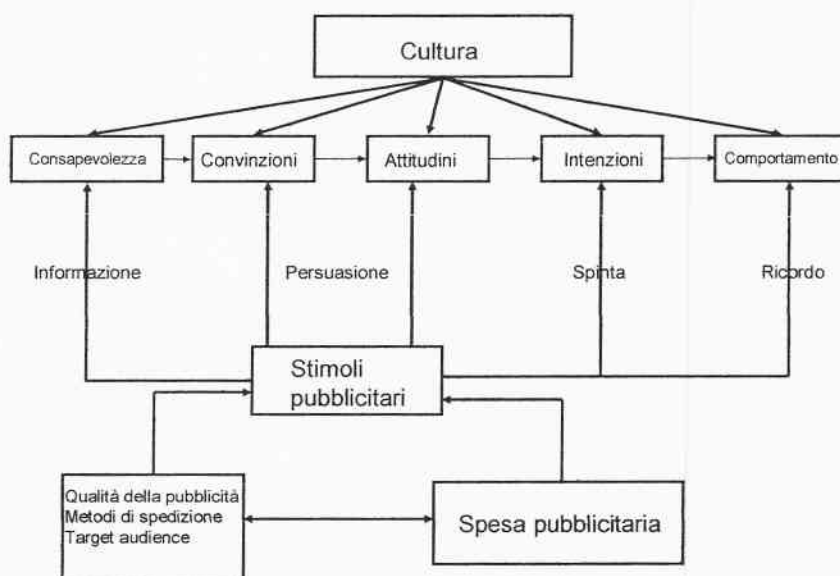 Cultura
Consapevolezza
Convinzioni
Attitudini
Intenzioni
Comportamento
Informazione
Persuasione
Spinta
Ricordo
Stimoli
pubblicitari
Qualità della pubblicità
Metodi di spedizione
Target audience
Spesa pubblicitaria